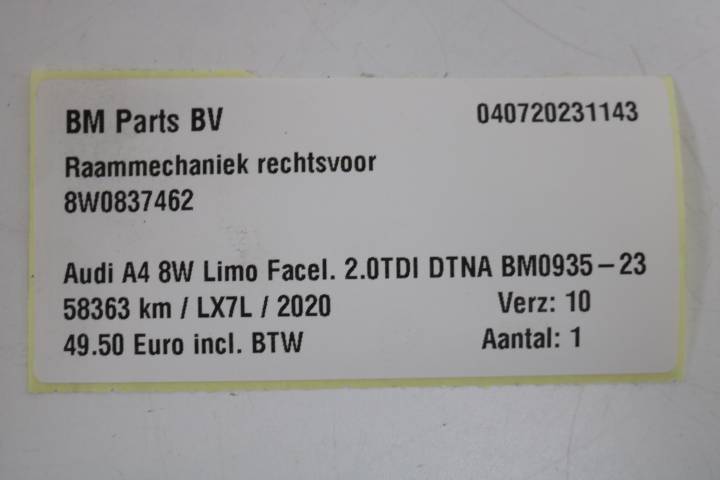 BM Parts BV 040720231143
Raammechaniek rechtsvoor
8W0837462
Audi A4 8W Limo Facel. 2.0TDI DTNA BM0935-23
58363 km / LX7L / 2020 Verz: 10
49.50 Euro incl. BTW Aantal: 1